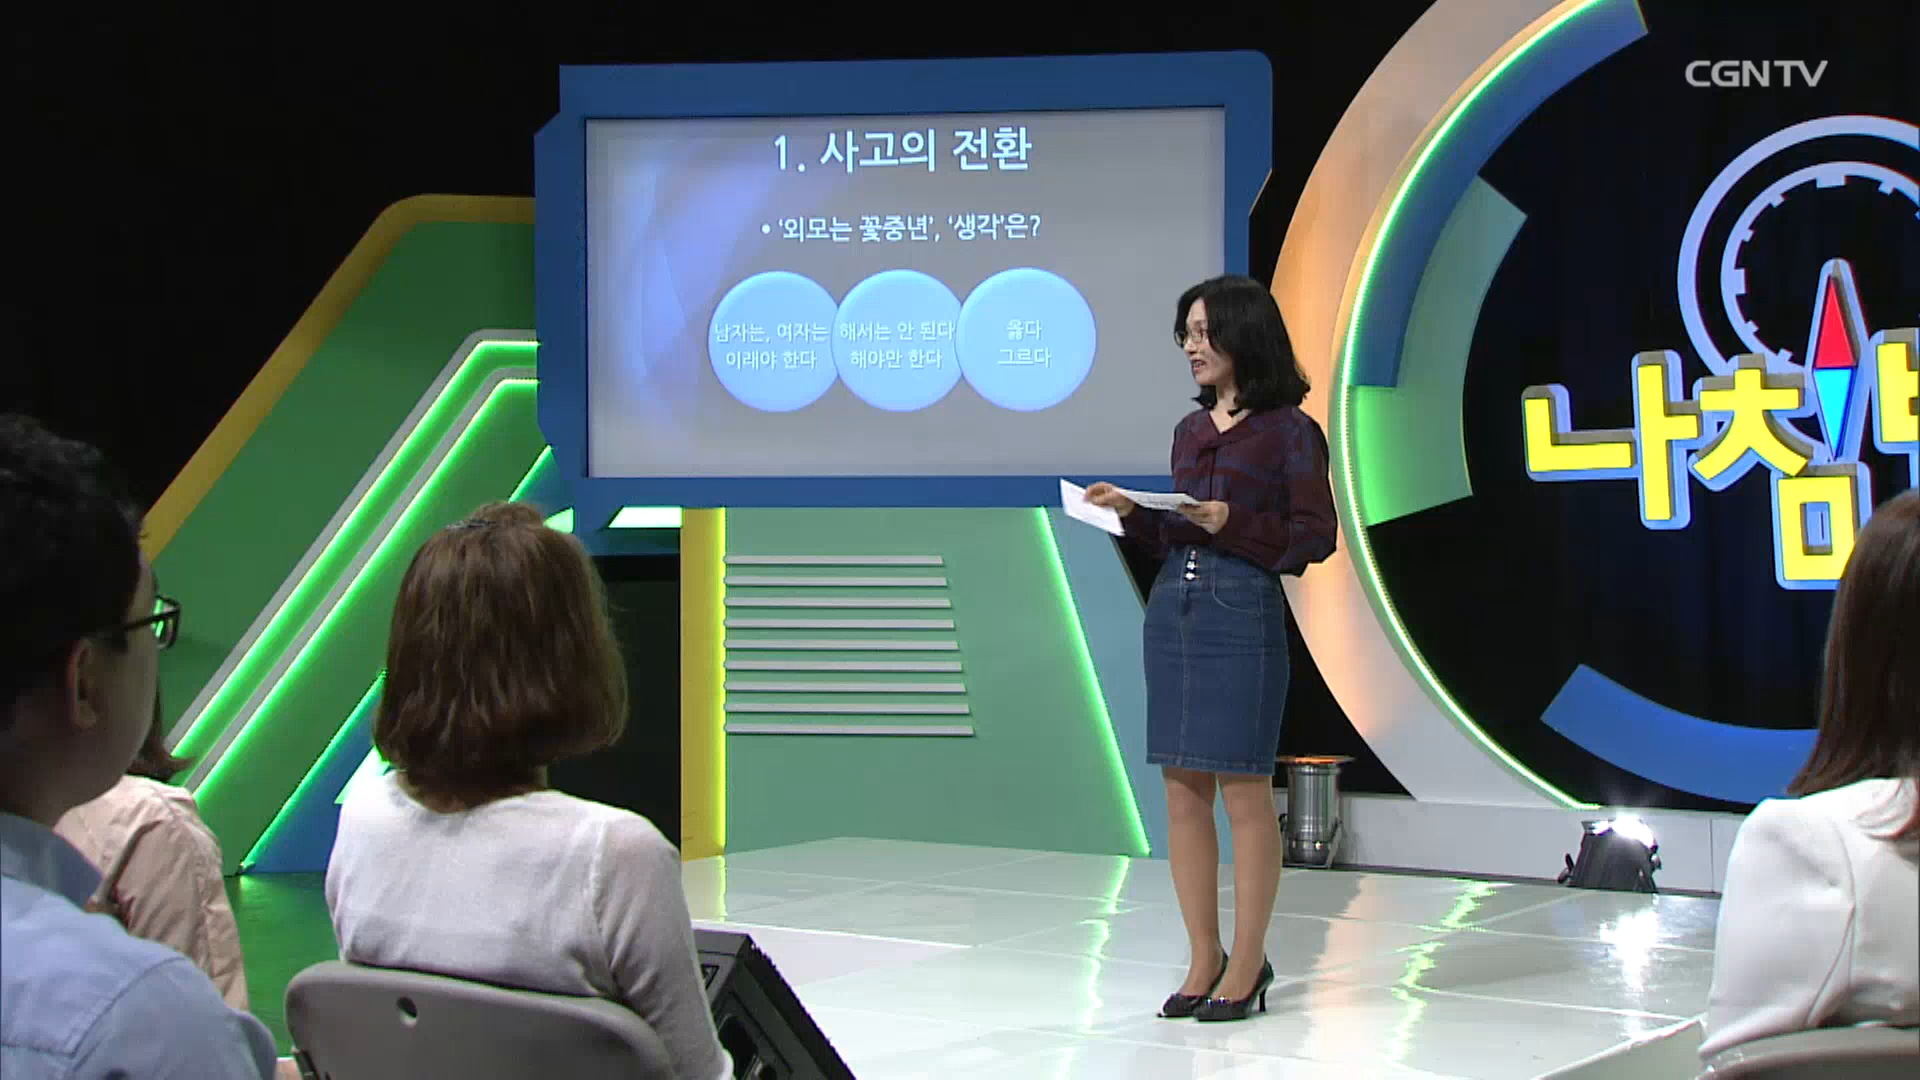 CGNTV
1. 사고의 전환
• ‘외모는 꽃중년’, ‘생각’은?
남자는, 여자는
이래야 한다
해서는 안 된다
해야만 한다
옳다
그르다
나침